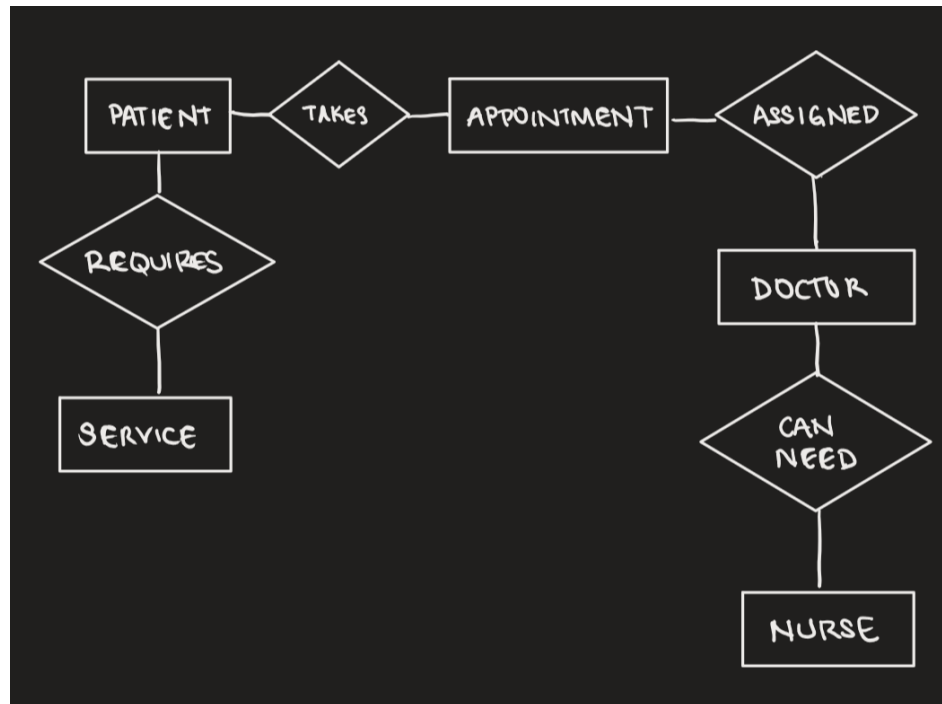 PATIENT
TAKES
APPOINTMENT
ASSIGNED
REQUIRES
DOCTOR
SERVICE
CAN
NEED
NURSE